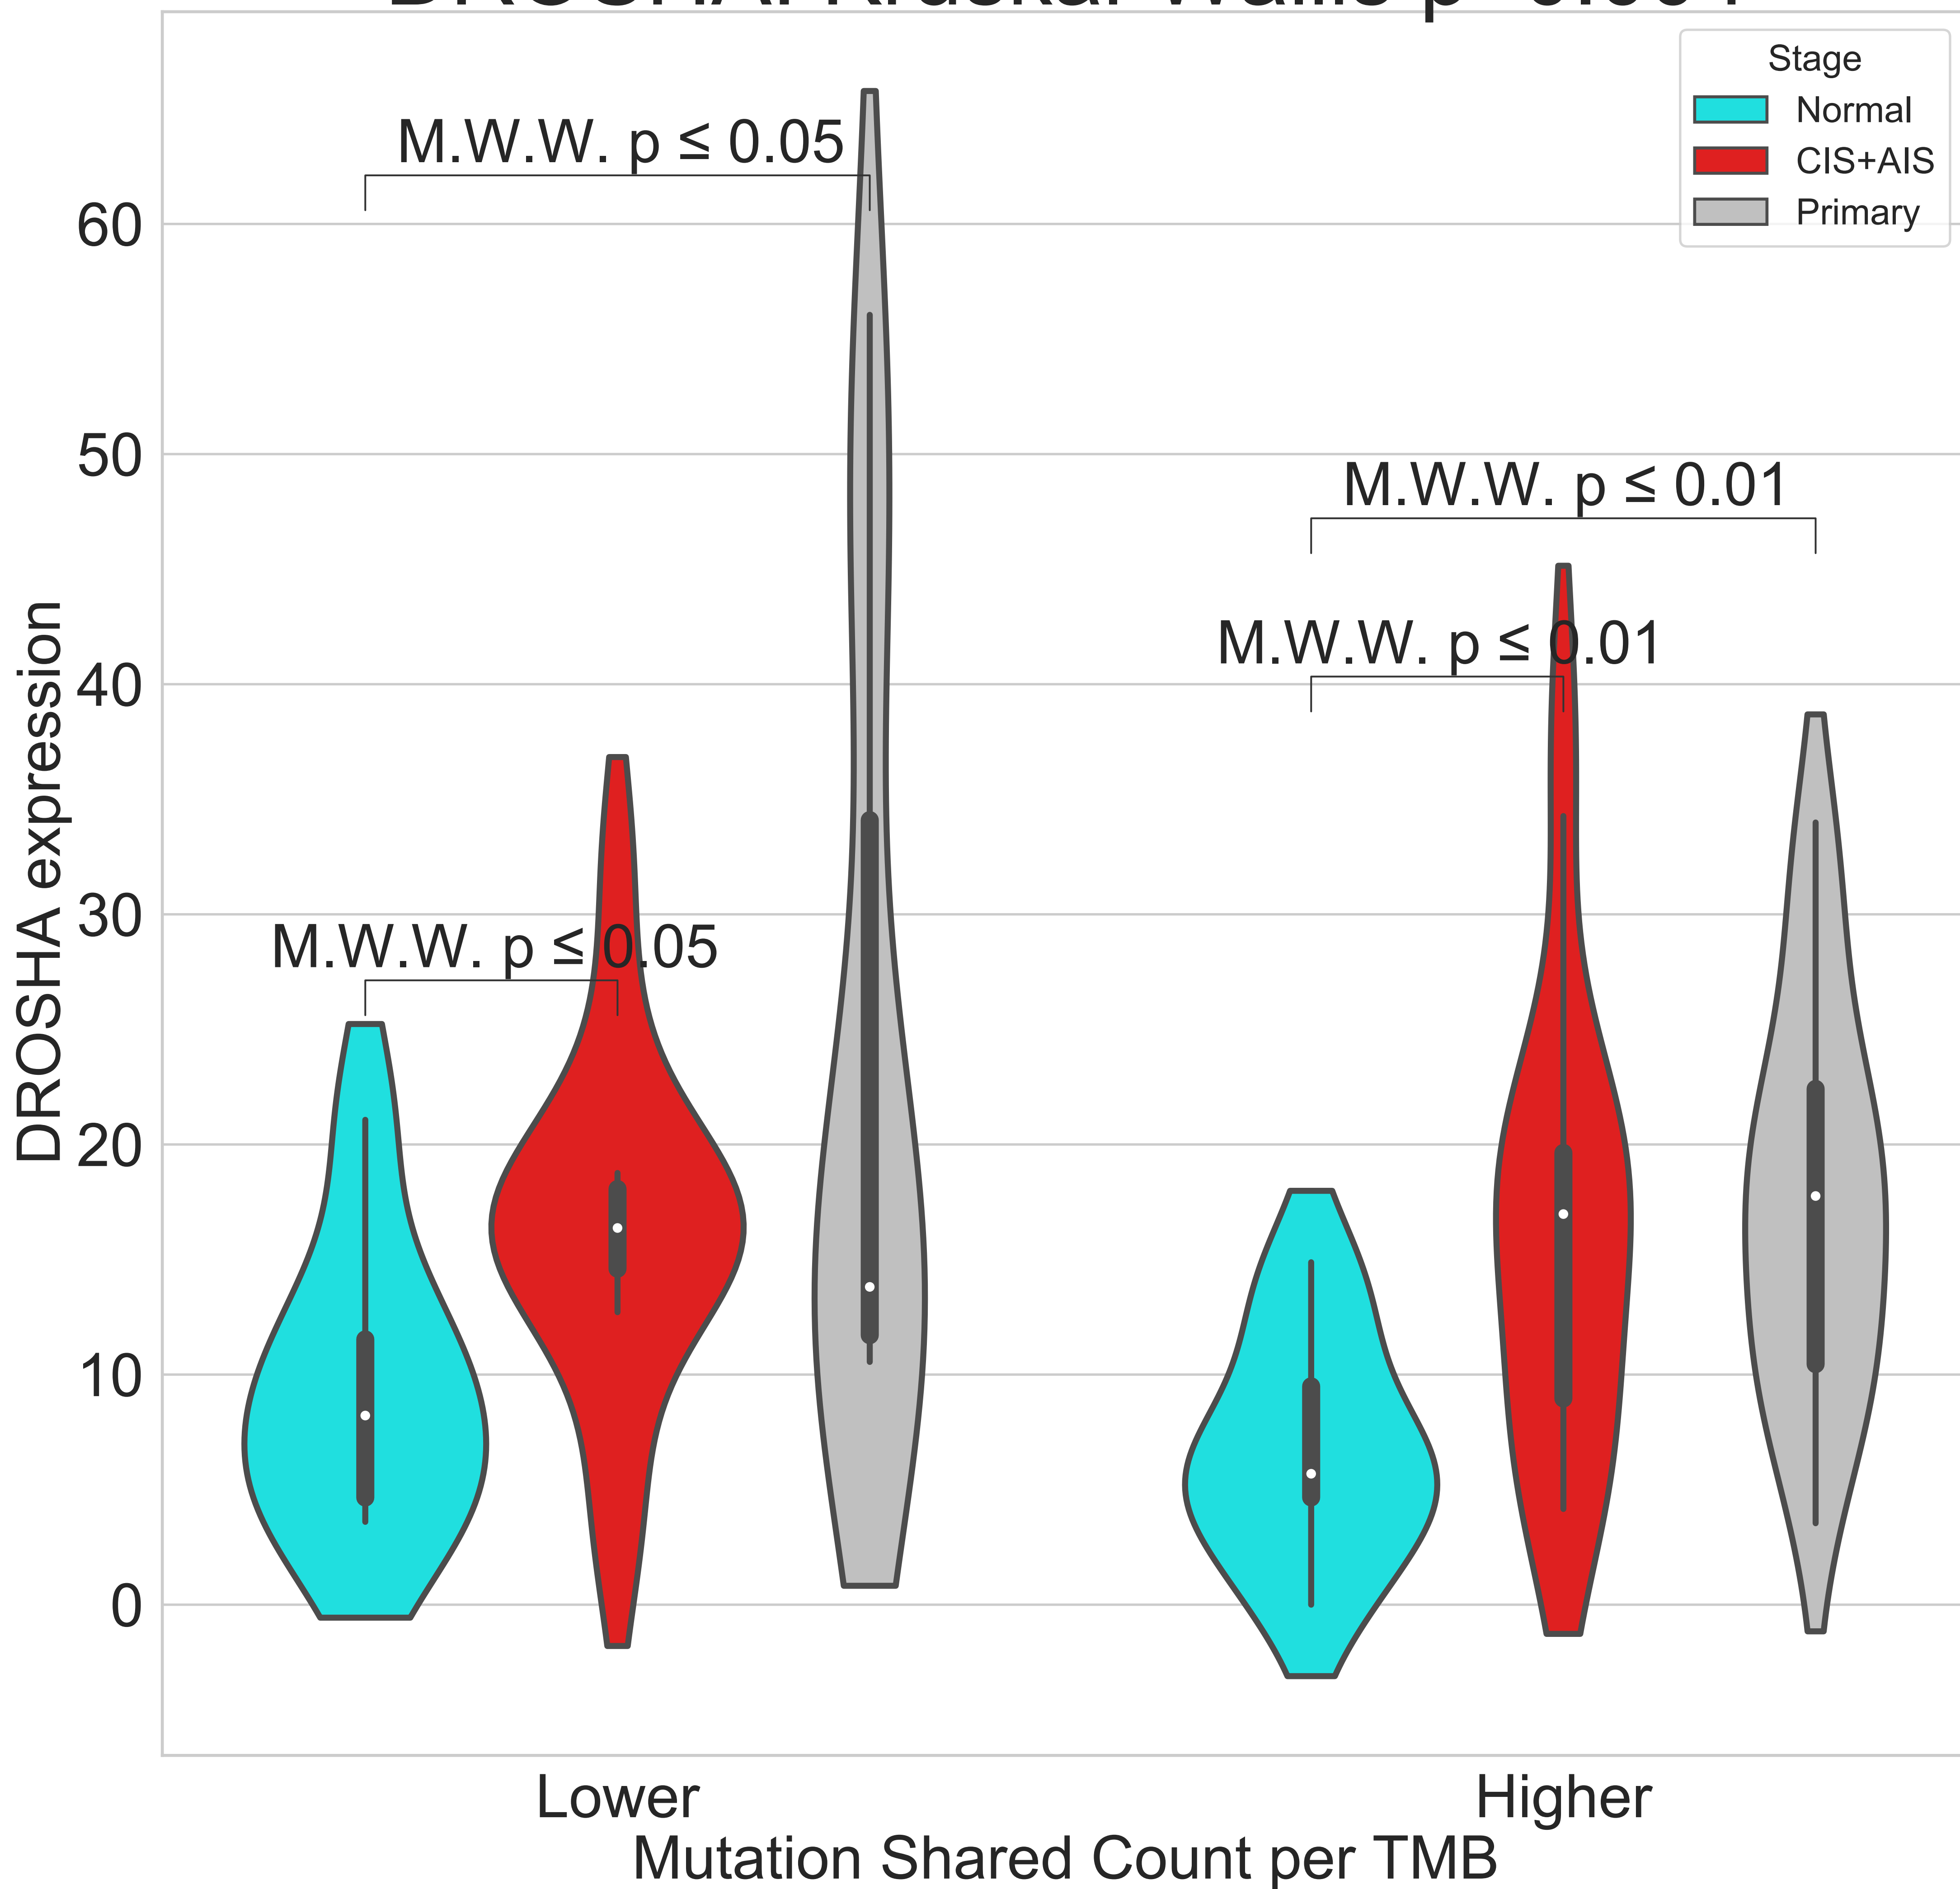 Stage
Normal
CIS+AIS
Primary
M.W.W. p ≤ 0.05
60
50
M.W.W. p ≤ 0.01
M.W.W. p ≤ 0.01
40
DROSHA expression
30
M.W.W. p ≤ 0.05
20
10
0
Lower
Higher
Mutation Shared Count per TMB